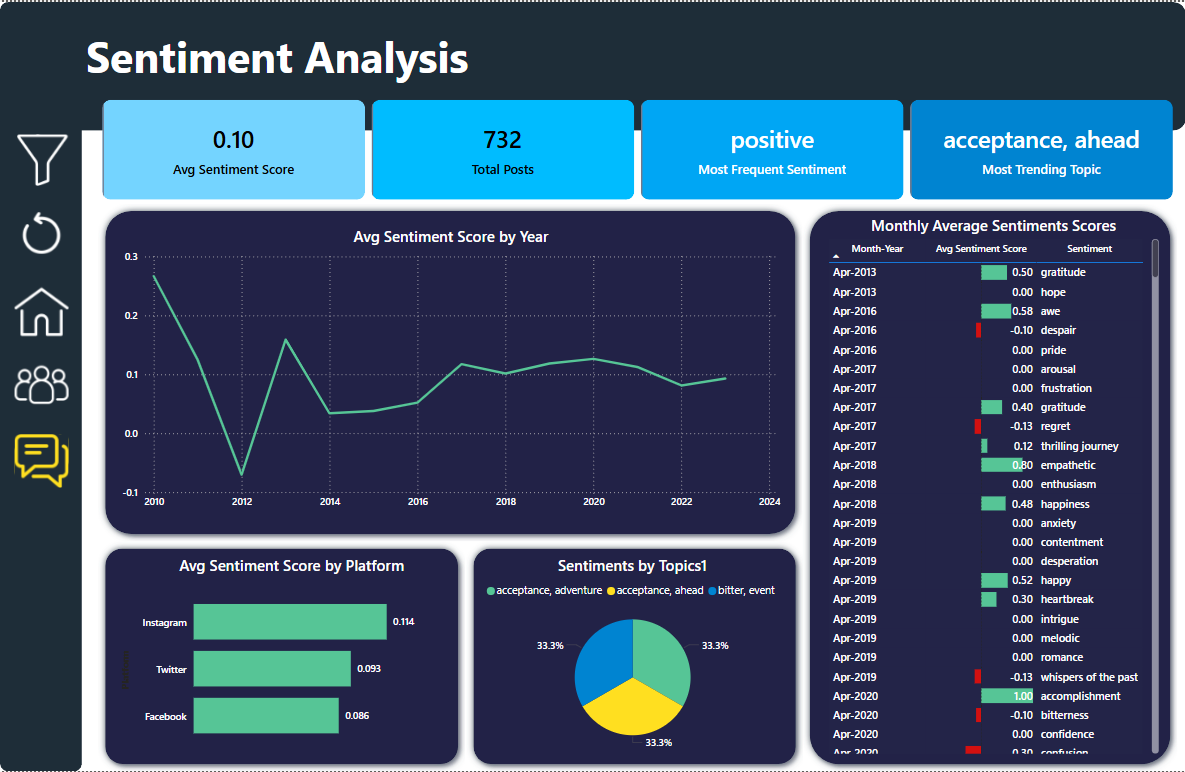 Sentiment Analysis
0.10
Avg Sentiment Score
732
Total Posts
positive
Most Frequent Sentiment
acceptance, ahead
Most Trending Topic
Avg Sentiment Score by Year
0.3
0.2
0.1
0.0
-0.1
2010 2012 2014 2016 2018 2020 2022 2024
Monthly Average Sentiments Scores
Month-Year Avg Sentiment Score Sentiment
Apr-2013 0.50 gratitude
Apr-2013 0.00 hope
Apr-2016 0.58 awe
Apr-2016 -0.10 despair
Apr-2016 0.00 pride
Apr-2017 0.00 arousal
Apr-2017 0.00 frustration
Apr-2017 0.40 gratitude
Apr-2017 -0.13 regret
Apr-2017 0.12 thrilling journey
Apr-2018 0.80 empathetic
Apr-2018 0.00 enthusiasm
Apr-2018 0.48 happiness
Apr-2019 0.00 anxiety
Apr-2019 0.00 contentment
Apr-2019 0.00 desperation
Apr-2019 0.52 happy
Apr-2019 0.30 heartbreak
Apr-2019 0.00 intrigue
Apr-2019 0.00 melodic
Apr-2019 0.00 romance
Apr-2019 -0.13 whispers of the past
Apr-2020 1.00 accomplishment
Apr-2020 -0.10 bitterness
Apr-2020 0.00 confidence
Apr-2020 0.30 confusion
Avg Sentiment Score by Platform
Instagram 0.114
Twitter 0.093
Facebook 0.086
Sentiments by Topics1
acceptance, adventure acceptance, ahead bitter, event
33.3% 33.3%
33.3%